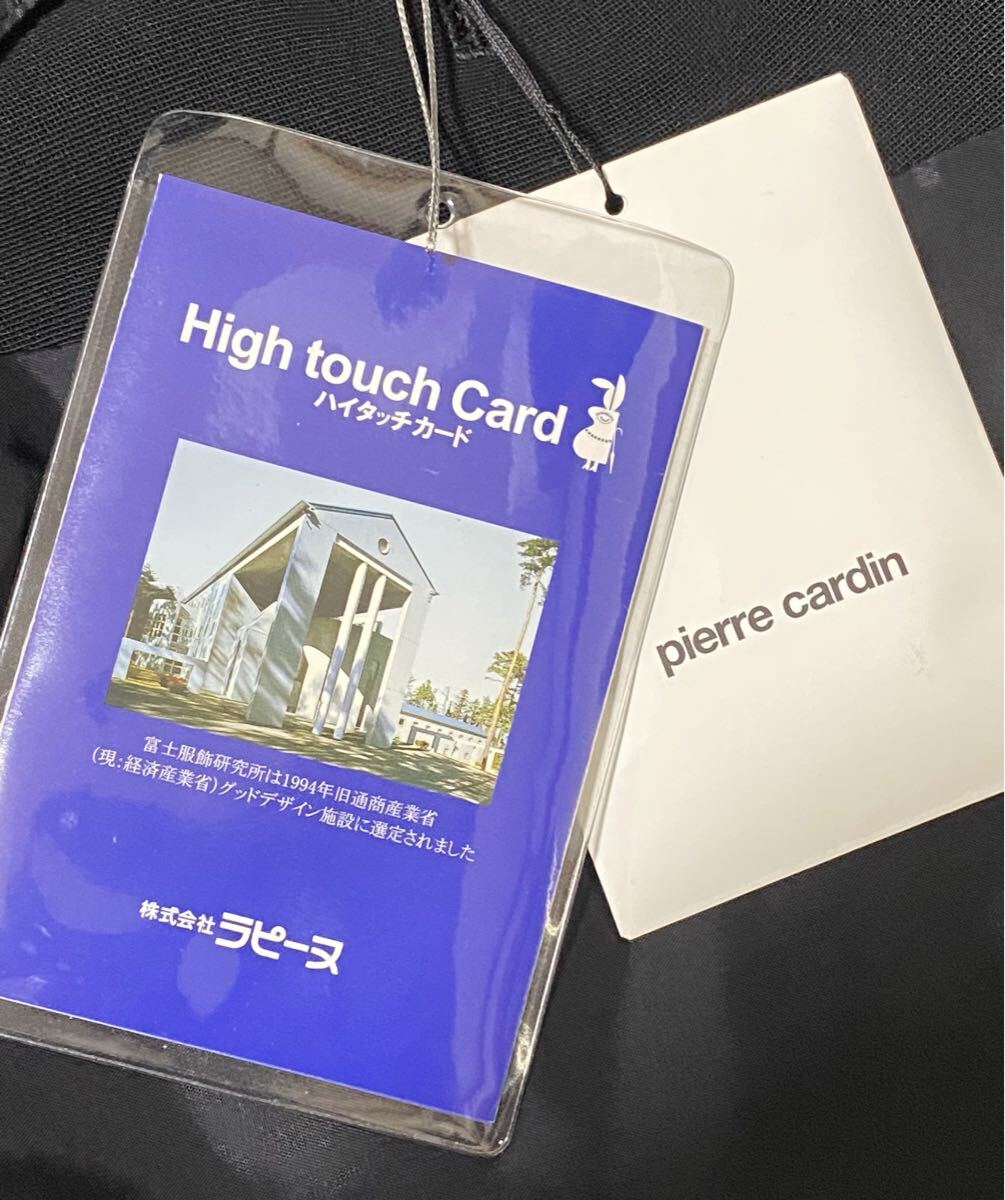 High touch Card
ハイタッチカード
富士服飾研究所は1994年旧通商産業省
(現:経済産業省)グッドデザイン施設に選定されました
株式会社ラピーヌ
pierre cardin